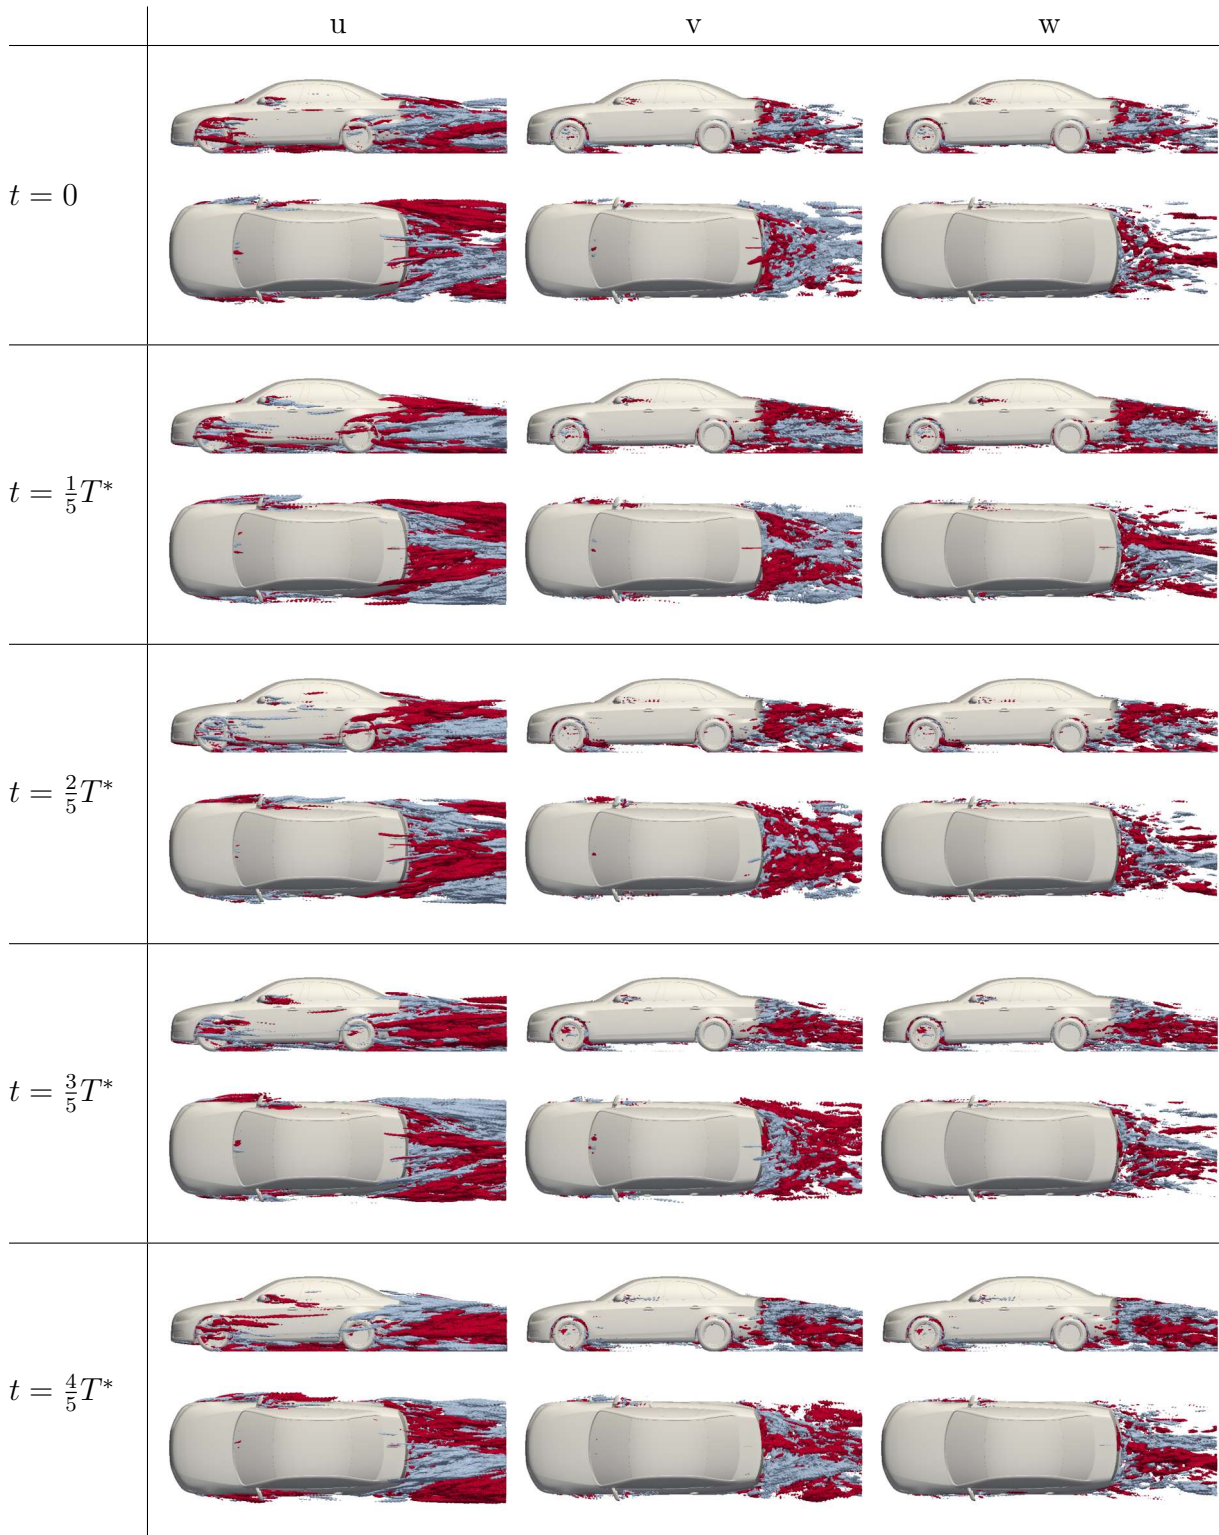 u v w
t = 0
t = 1/5 T*
t = 2/5 T*
t = 3/5 T*
t = 4/5 T*